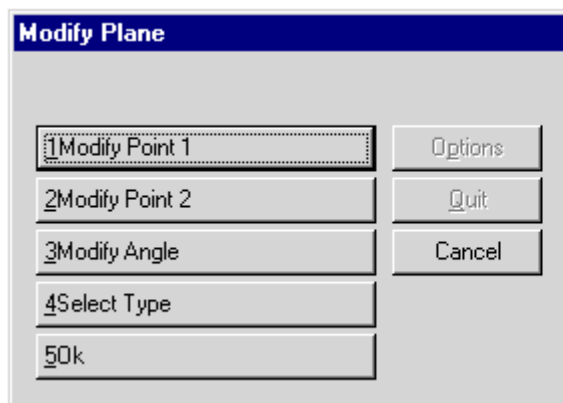 Modify Plane
1Modify Point 1
Options
2Modify Point 2
Quit
3Modify Angle
Cancel
4Select Type
5Ok